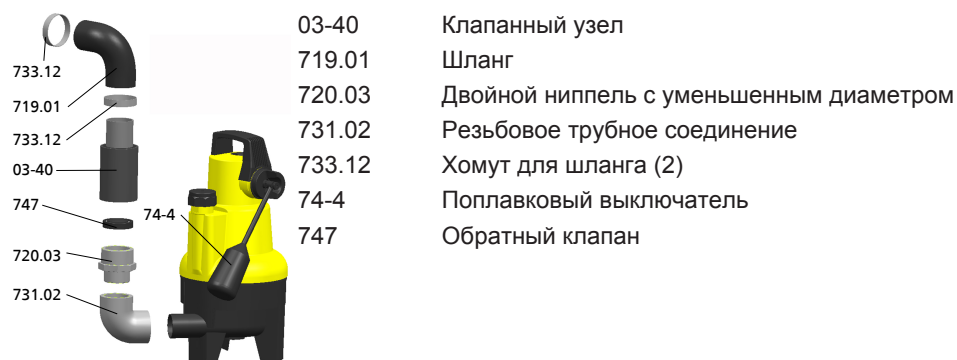 733.12
719.01
733.12
03-40
747
74-4
720.03
731.02
03-40 Клапанный узел
719.01 Шланг
720.03 Двойной ниппель с уменьшенным диаметром
731.02 Резьбовое трубное соединение
733.12 Хомут для шланга (2)
74-4 Поплавковый выключатель
747 Обратный клапан